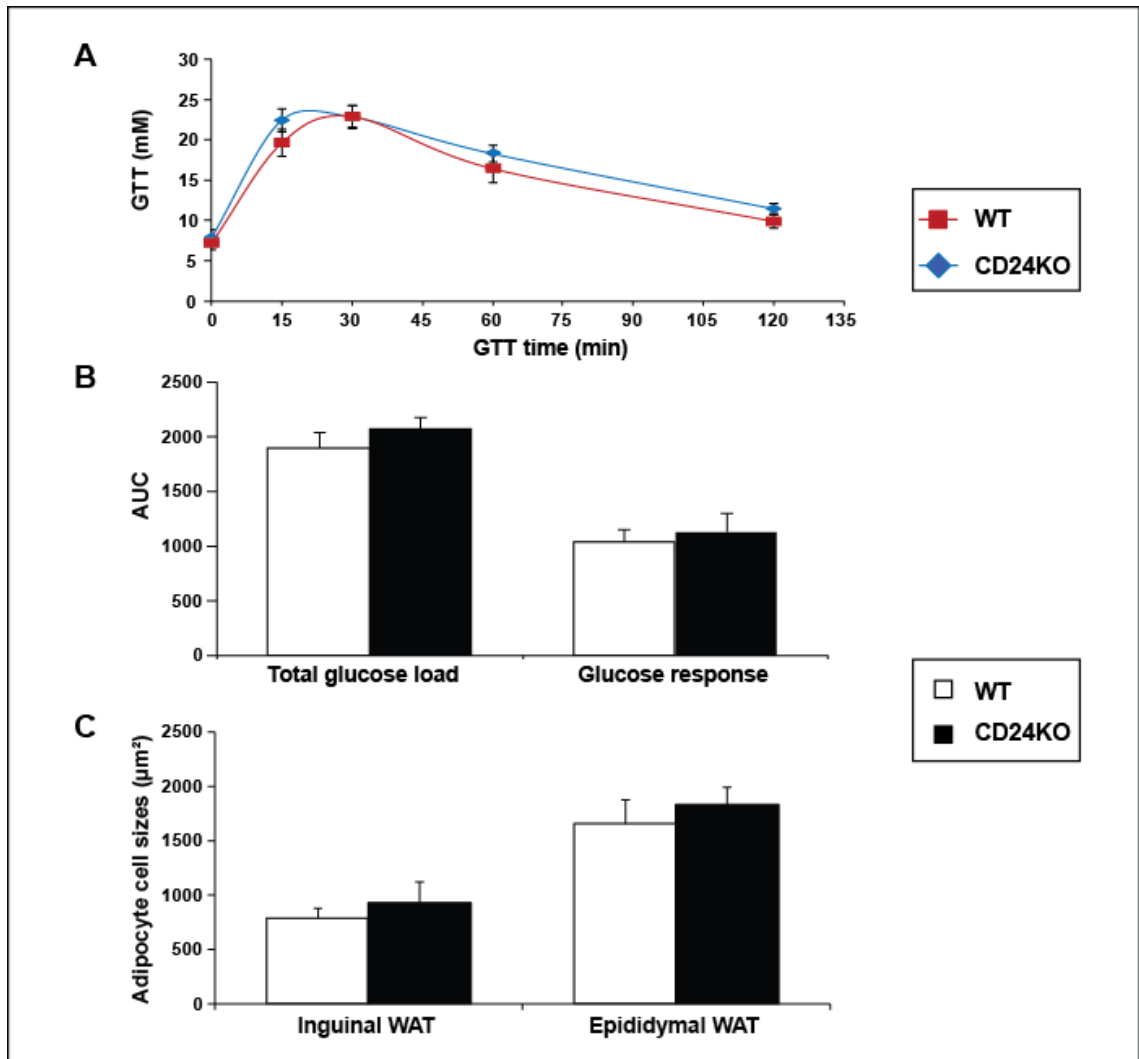 A
30
25
20
15
10
5
0
GTT (mM)
0 15 30 45 60 75 90 105 120 135
GTT time (min)
WT
CD24KO
B
2500
2000
1500
1000
500
0
AUC
Total glucose load Glucose response
WT
CD24KO
C
2500
2000
1500
1000
500
0
Adipocyte cell sizes (µm²)
Inguinal WAT Epididymal WAT